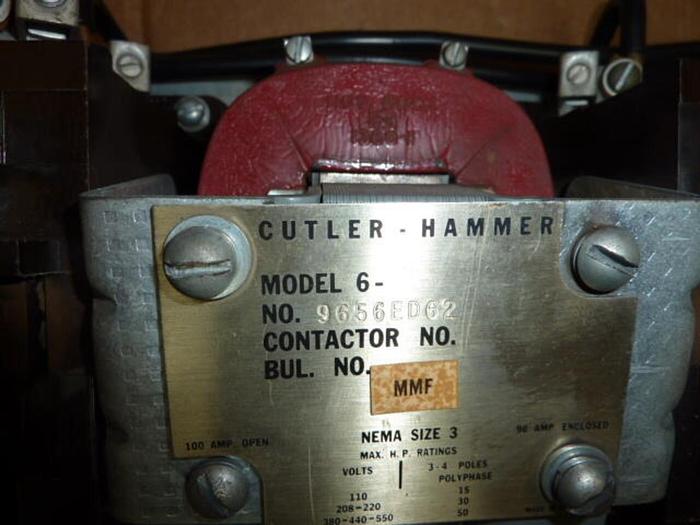 CUTLER - HAMMER
MODEL 6-
NO. 9656ED62
CONTACTOR NO.
BUL. NO.
MMF
NEMA SIZE 3
100 AMP. OPEN 90 AMP ENCLOSED
MAX. H.P. RATINGS
VOLTS 3-4 POLES
POLYPHASE
110 15
208-220 30
380-440-550 50
MADE